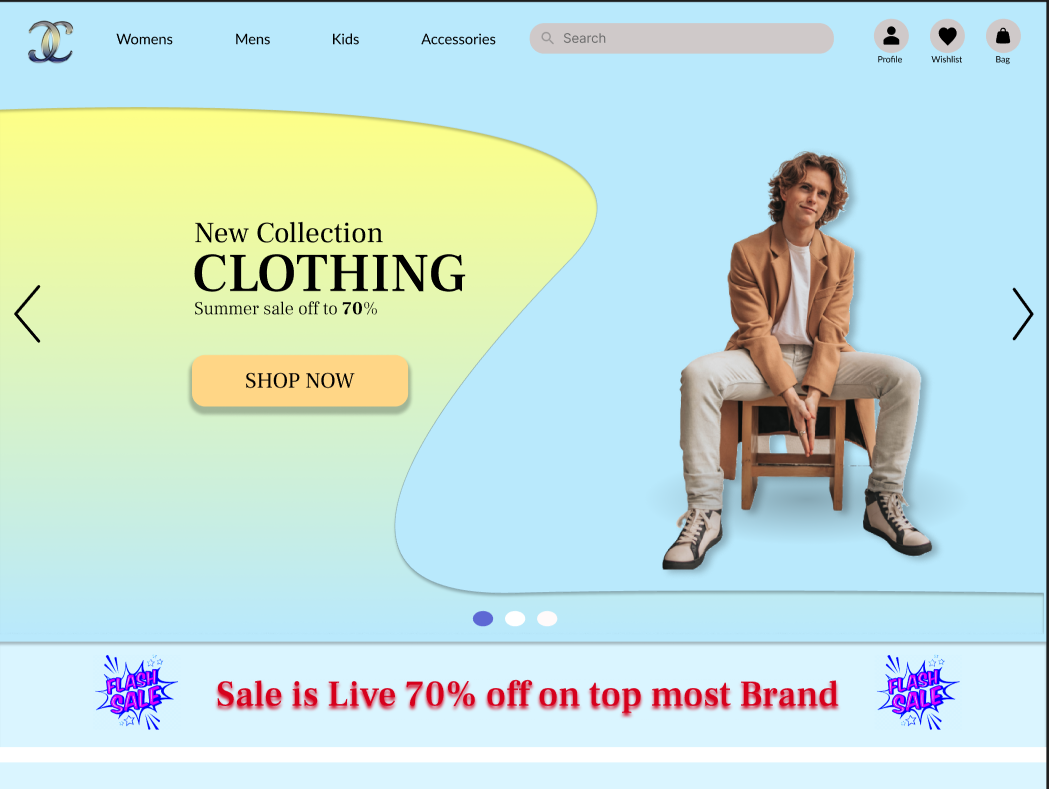 Womens
Mens
Kids
Accessories
Search
Profile
Wishlist
Bag
New Collection
CLOTHING
Summer sale off to 70%
SHOP NOW
FLASH
SALE
Sale is Live 70% off on top most Brand
FLASH
SALE